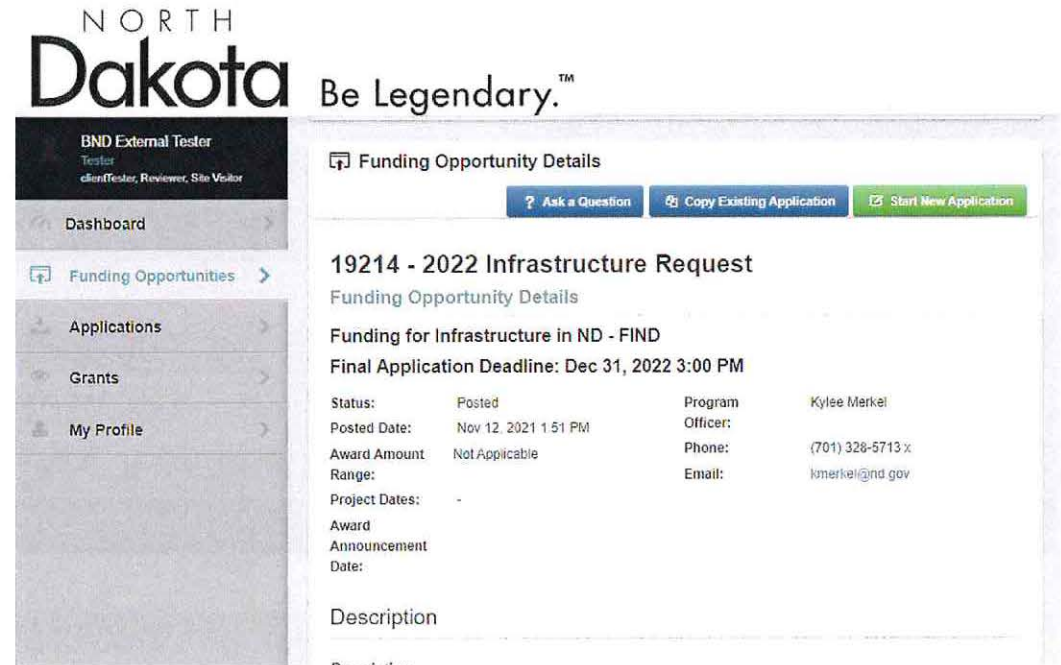 NORTH
Dakota Be Legendary.™
BND External Tester
Tester
clientTester, Reviewer, Site Visitor
Dashboard
Funding Opportunities
Applications
Grants
My Profile
Funding Opportunity Details
? Ask a Question
Copy Existing Application
Start New Application
19214 - 2022 Infrastructure Request
Funding Opportunity Details
Funding for Infrastructure in ND - FIND
Final Application Deadline: Dec 31, 2022 3:00 PM
Status: Posted
Posted Date: Nov 12, 2021 1:51 PM
Award Amount Range: Not Applicable
Project Dates: -
Award Announcement Date:
Program Officer: Kylee Merkel
Phone: (701) 328-5713 x
Email: kmerkel@nd.gov
Description